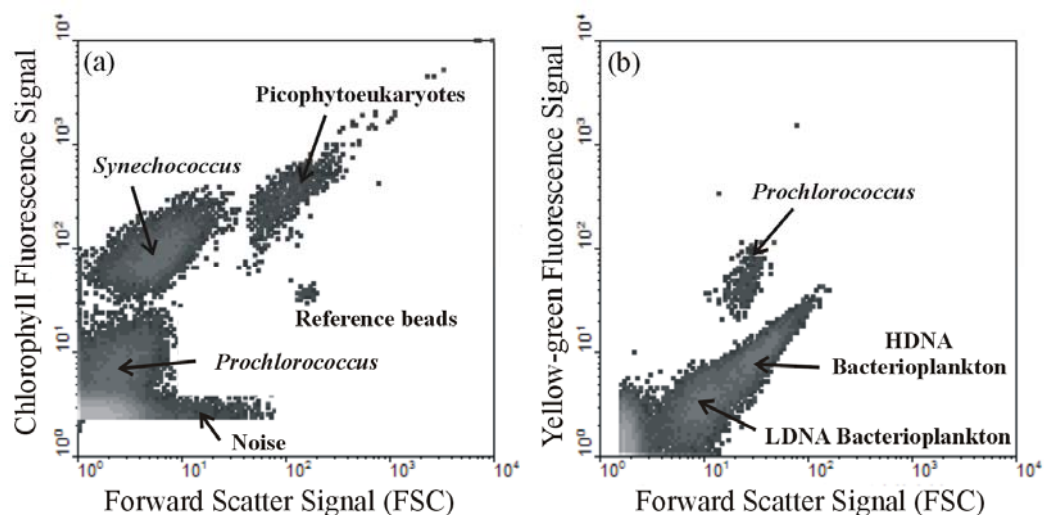 (a)
Chlorophyll Fluorescence Signal
10⁴
10³
10²
10¹
10⁰
Picophytoeukaryotes
Synechococcus
Reference beads
Prochlorococcus
Noise
10⁰ 10¹ 10² 10³ 10⁴
Forward Scatter Signal (FSC)
(b)
Yellow-green Fluorescence Signal
10⁴
10³
10²
10¹
10⁰
Prochlorococcus
HDNA
Bacterioplankton
LDNA Bacterioplankton
10⁰ 10¹ 10² 10³ 10⁴
Forward Scatter Signal (FSC)